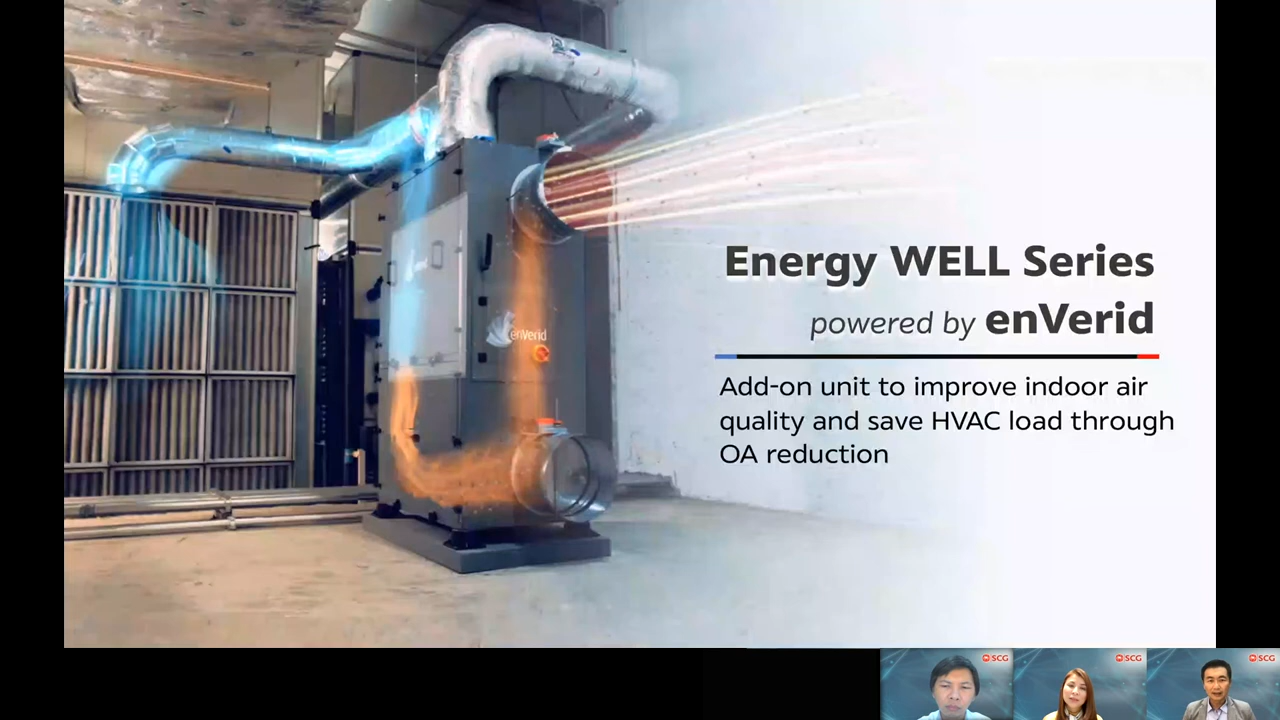 Energy WELL Series
powered by enVerid
Add-on unit to improve indoor air
quality and save HVAC load through
OA reduction
enVerid
SCG
SCG
SCG